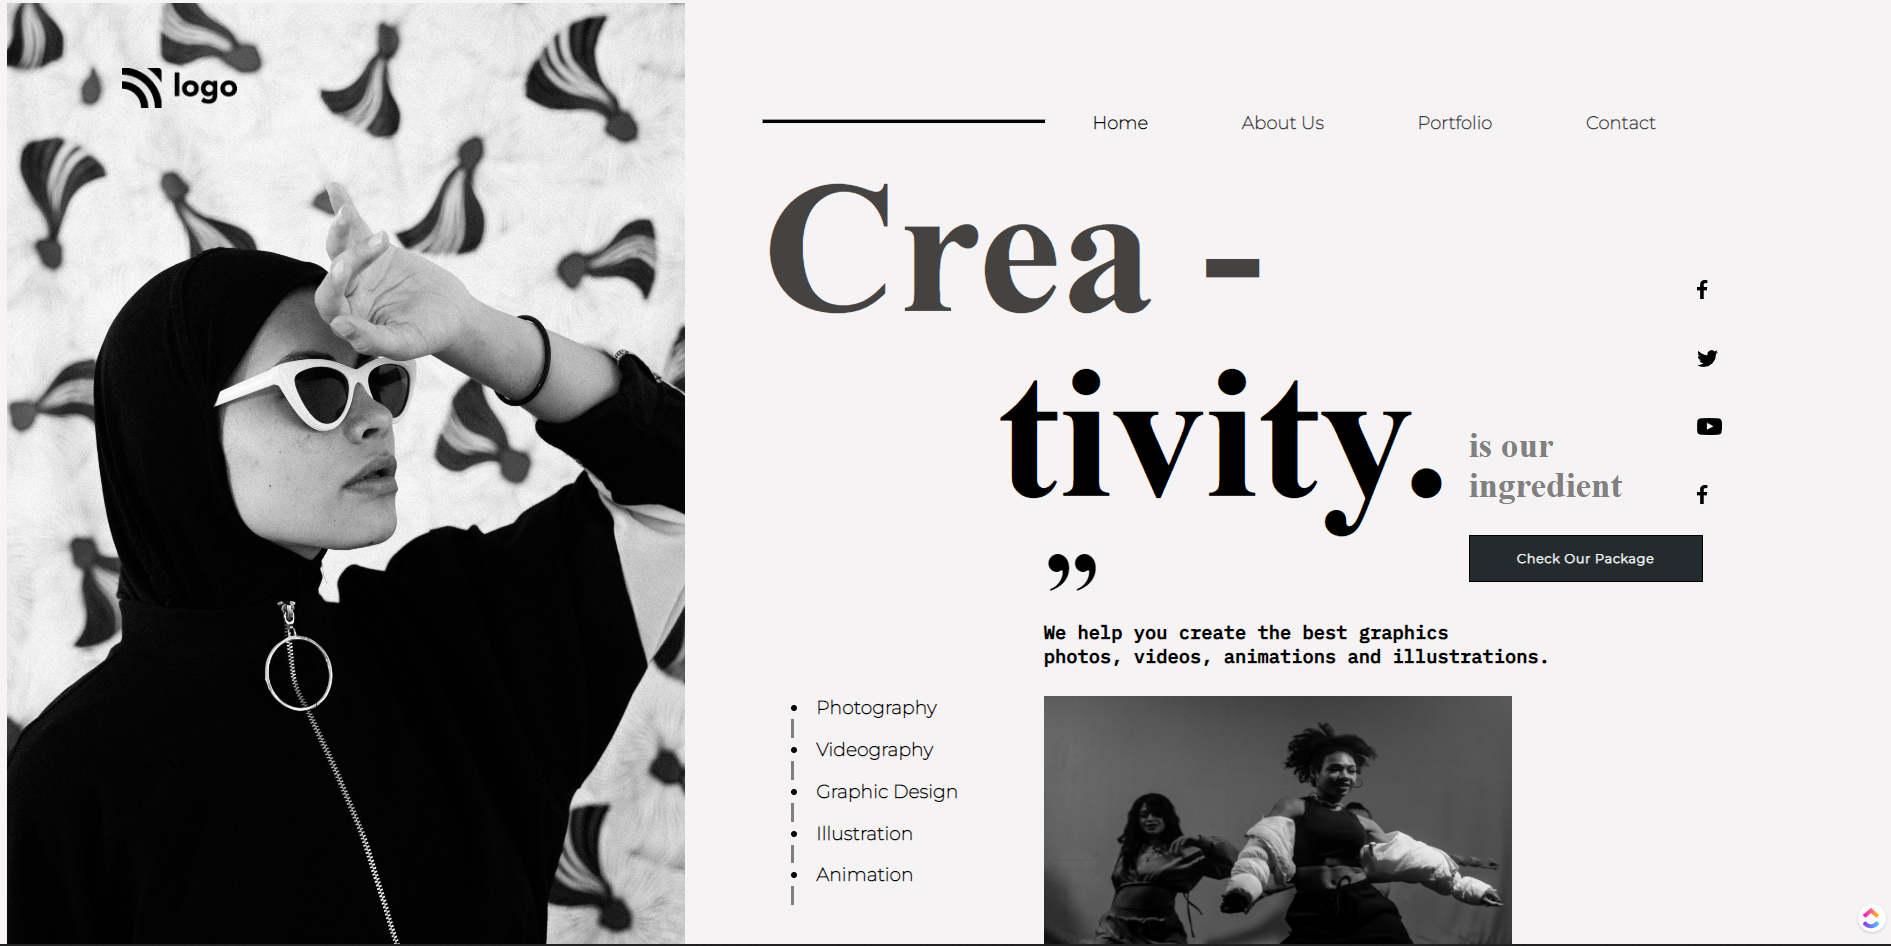 logo
Home About Us Portfolio Contact
Crea -
tivity.
is our
ingredient
Check Our Package
”
We help you create the best graphics
photos, videos, animations and illustrations.
Photography
Videography
Graphic Design
Illustration
Animation